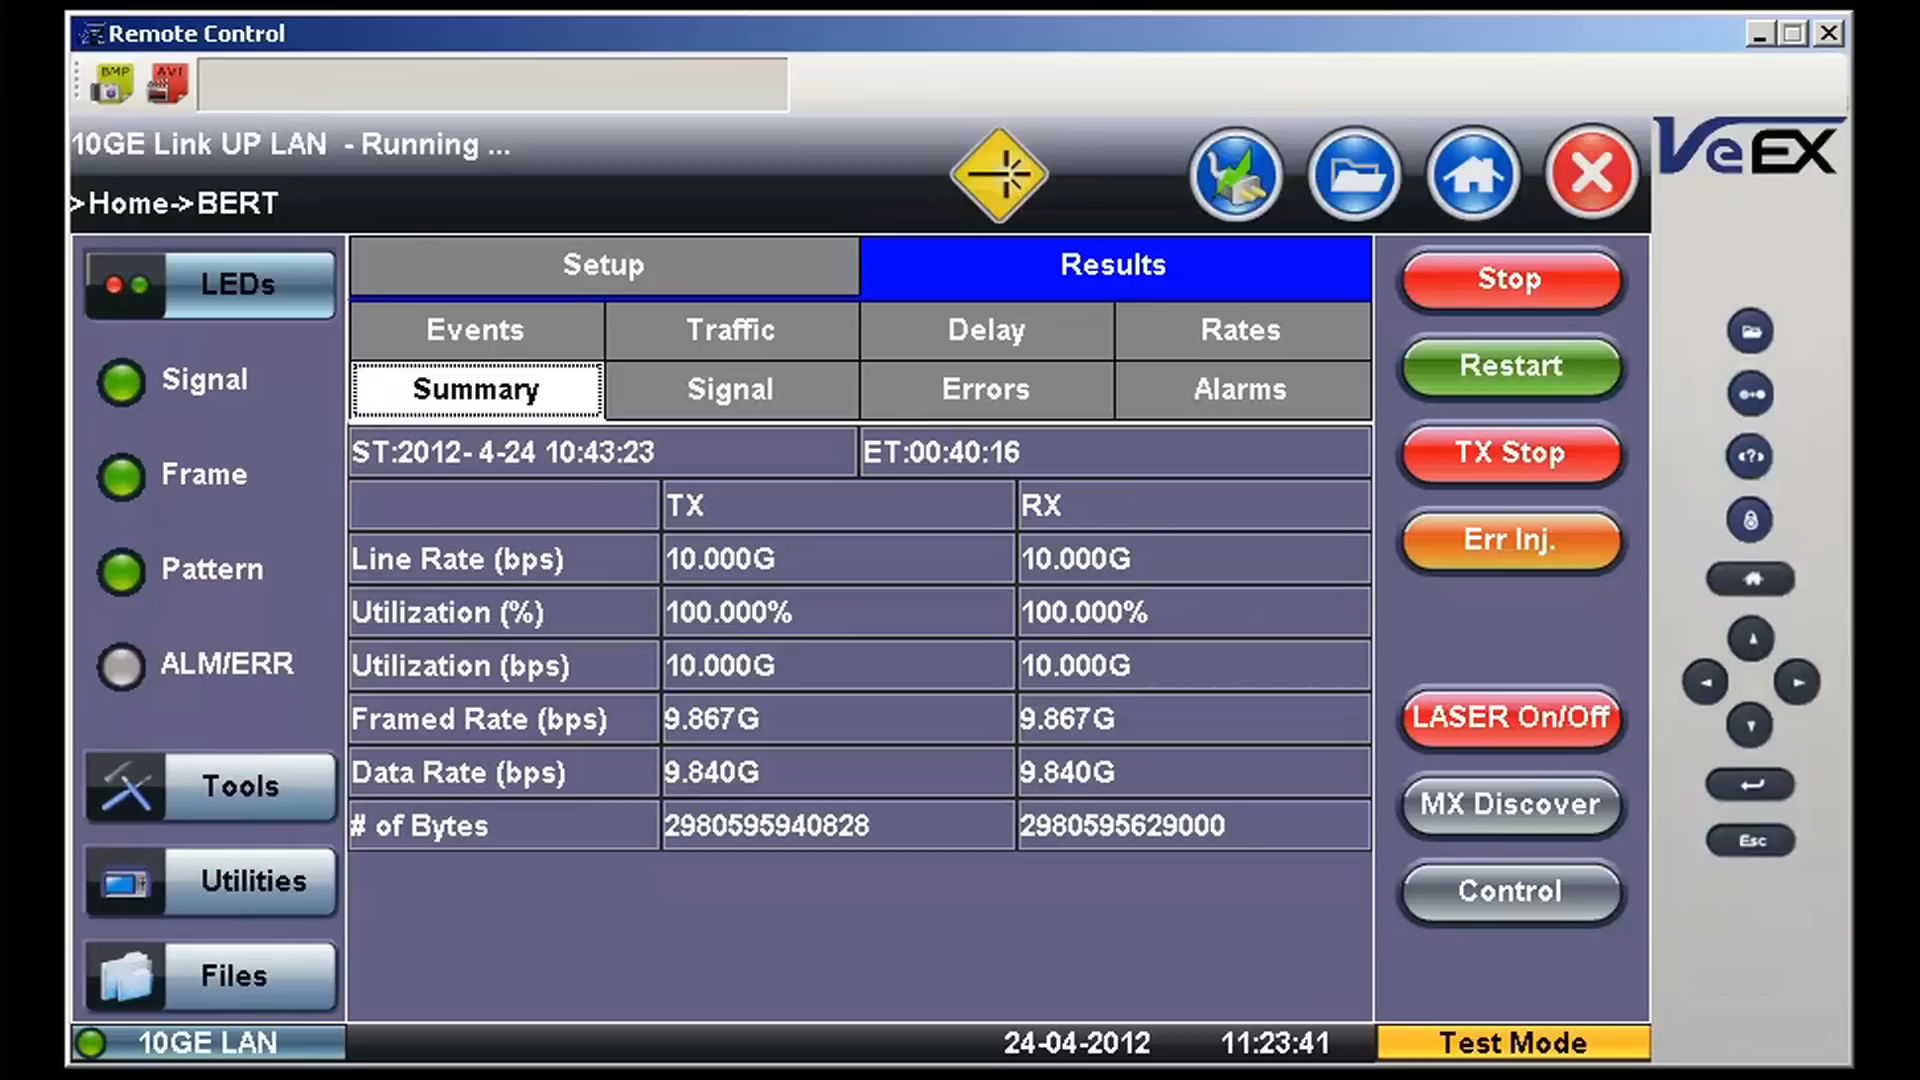 Remote Control
BMP AVI
10GE Link UP LAN - Running ...
VeEX
>Home->BERT
LEDs
Signal
Frame
Pattern
ALM/ERR
Tools
Utilities
Files
Setup Results
Events Traffic Delay Rates
Summary Signal Errors Alarms
ST:2012- 4-24 10:43:23 ET:00:40:16
TX RX
Line Rate (bps) 10.000G 10.000G
Utilization (%) 100.000% 100.000%
Utilization (bps) 10.000G 10.000G
Framed Rate (bps) 9.867G 9.867G
Data Rate (bps) 9.840G 9.840G
# of Bytes 2980595940828 2980595629000
Stop
Restart
TX Stop
Err Inj.
LASER On/Off
MX Discover
Control
Esc
10GE LAN 24-04-2012 11:23:41 Test Mode